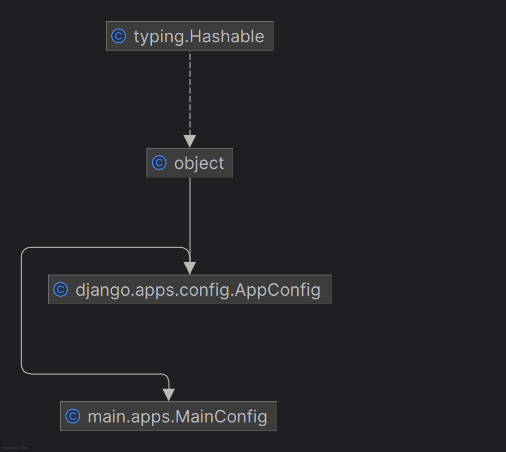 typing.Hashable
object
django.apps.config.AppConfig
main.apps.MainConfig